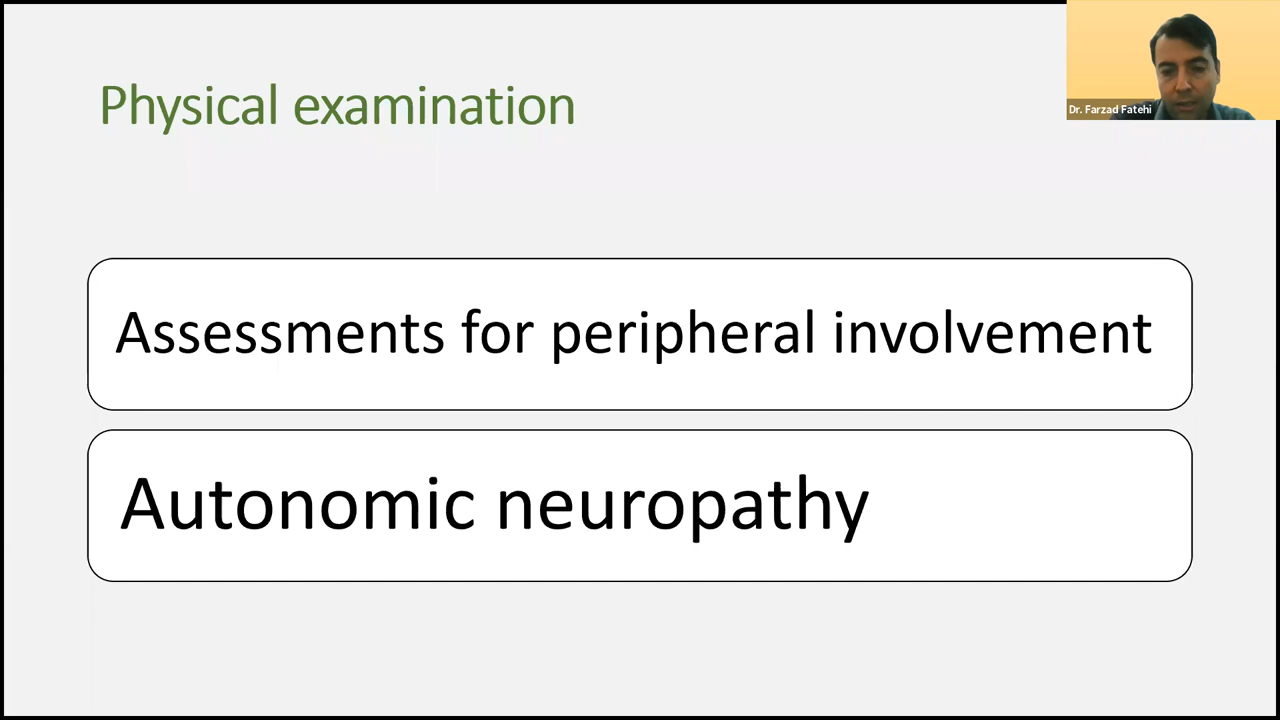 Physical examination
Dr. Farzad Fatehi
Assessments for peripheral involvement
Autonomic neuropathy